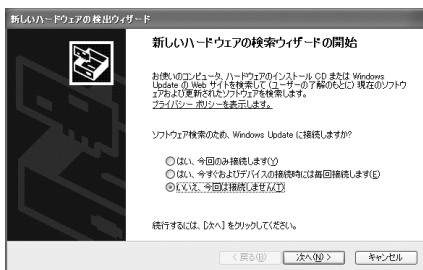 新しいハードウェアの検出ウィザード
新しいハードウェアの検索ウィザードの開始
お使いのコンピュータ、ハードウェアのインストール CD または Windows
Update の Web サイトを検索して (ユーザーの了解のもとに) 現在のソフトウ
ェアおよび更新されたソフトウェアを検索します。
プライバシー ポリシーを表示します。
ソフトウェア検索のため、Windows Update に接続しますか?
はい、今回のみ接続します(Y)
はい、今すぐおよびデバイスの接続時には毎回接続します(E)
いいえ、今回は接続しません(T)
続行するには、[次へ] をクリックしてください。
< 戻る(B)
次へ(N) >
キャンセル